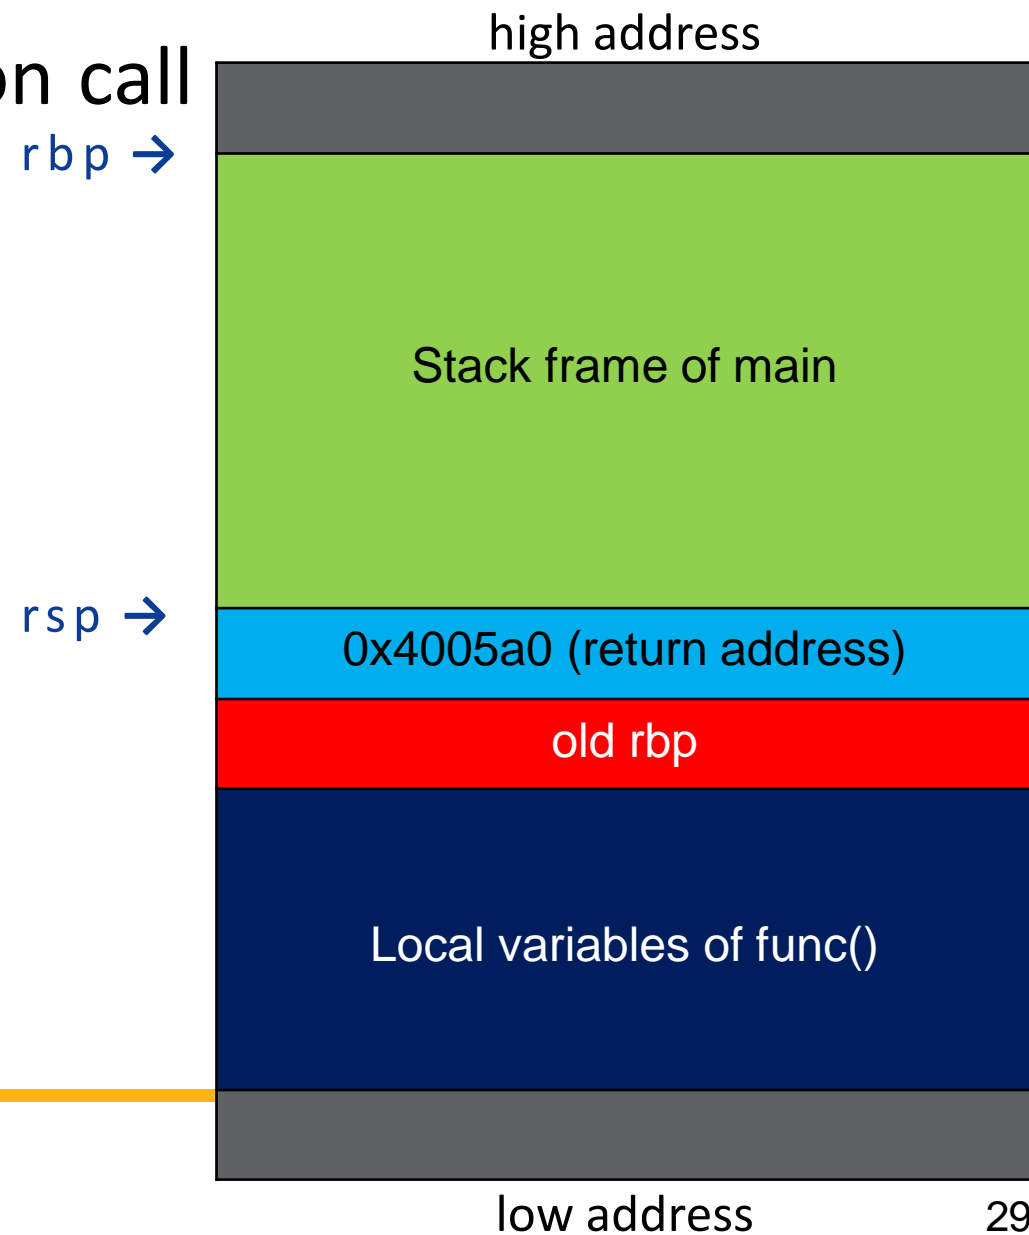 high address
on call
rbp →
Stack frame of main
rsp →
0x4005a0 (return address)
old rbp
Local variables of func()
low address
29